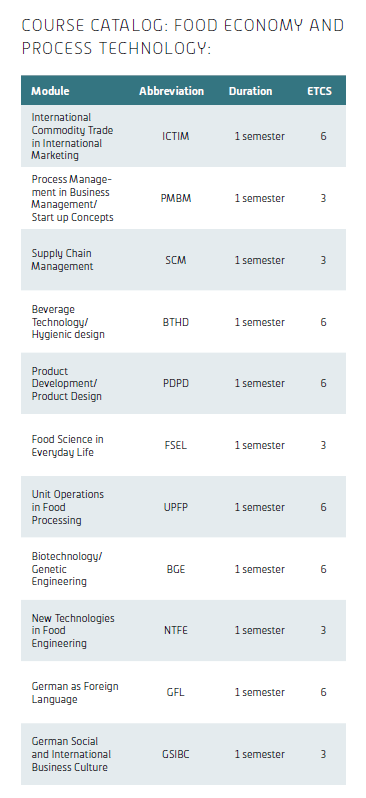 COURSE CATALOG: FOOD ECONOMY AND
PROCESS TECHNOLOGY:
Module Abbreviation Duration ETCS
International
Commodity Trade
in International
Marketing
ICTIM 1 semester 6
Process Manage-
ment in Business
Management/
Start up Concepts
PMBM 1 semester 3
Supply Chain
Management
SCM 1 semester 3
Beverage
Technology/
Hygienic design
BTHD 1 semester 6
Product
Development/
Product Design
PDPD 1 semester 6
Food Science in
Everyday Life
FSEL 1 semester 3
Unit Operations
in Food
Processing
UPFP 1 semester 6
Biotechnology/
Genetic
Engineering
BGE 1 semester 6
New Technologies
in Food
Engineering
NTFE 1 semester 3
German as Foreign
Language
GFL 1 semester 6
German Social
and International
Business Culture
GSIBC 1 semester 3